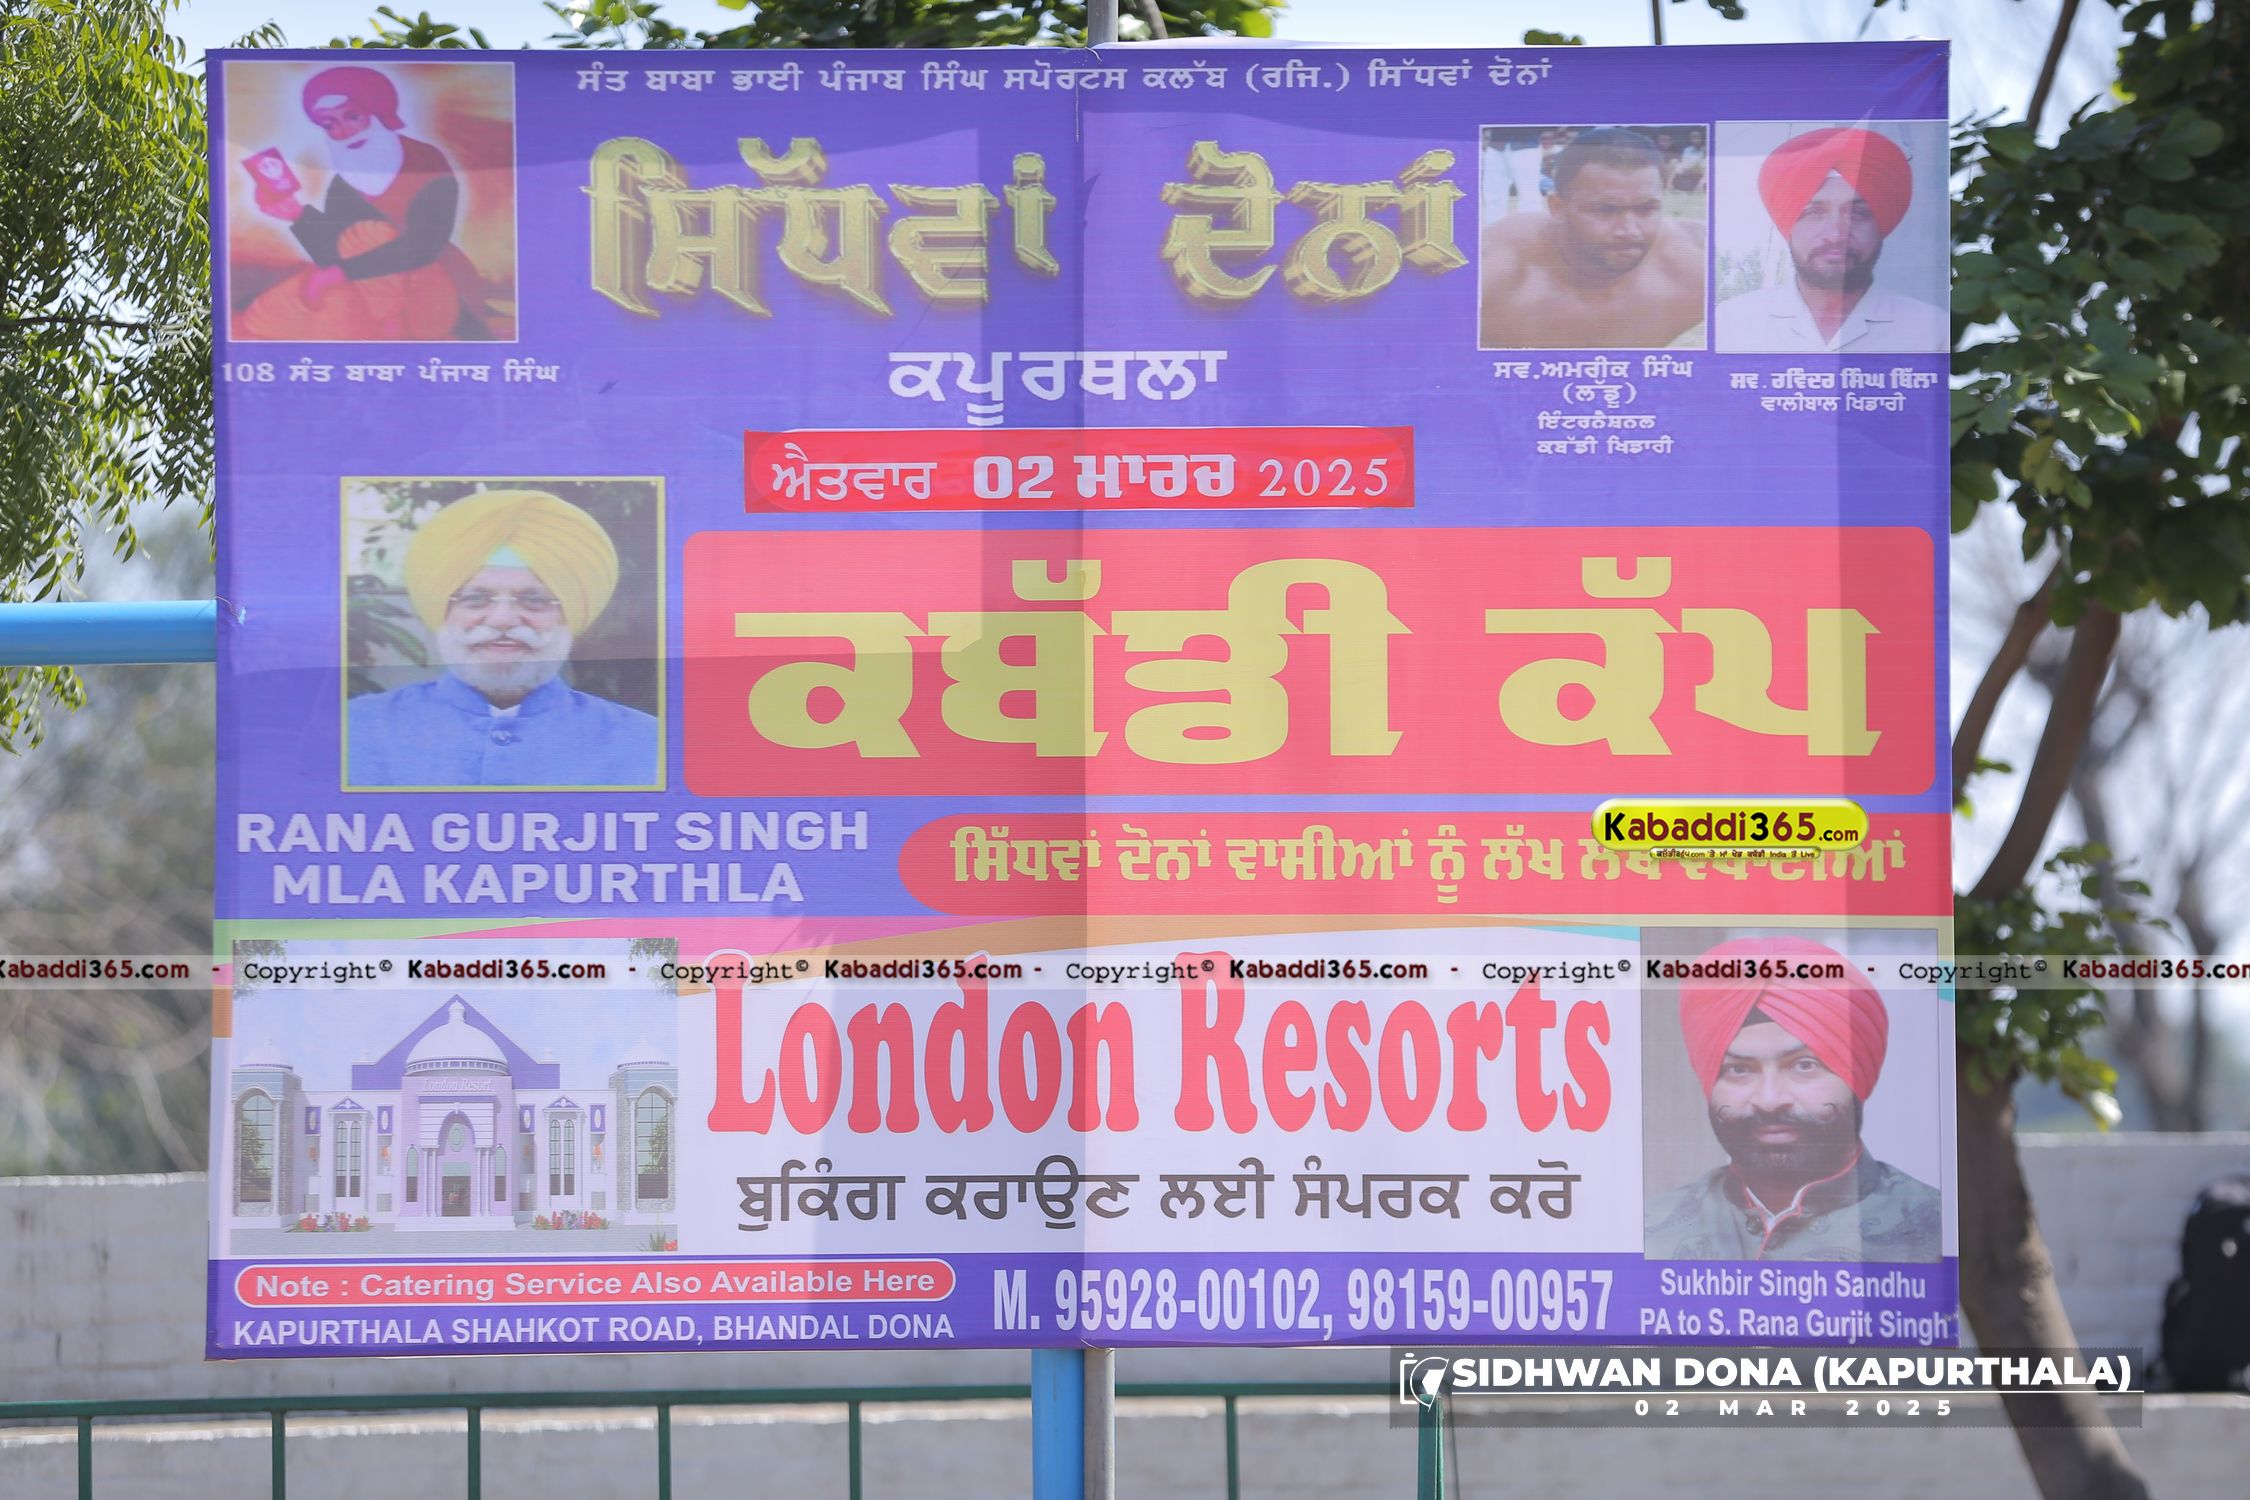 ਸੰਤ ਬਾਬਾ ਭਾਈ ਪੰਜਾਬ ਸਿੰਘ ਸਪੋਰਟਸ ਕਲੱਬ (ਰਜਿ.) ਸਿੱਧਵਾਂ ਦੋਨਾਂ
ਸਿੱਧਵਾਂ ਦੋਨਾਂ
108 ਸੰਤ ਬਾਬਾ ਪੰਜਾਬ ਸਿੰਘ
ਕਪੂਰਥਲਾ
ਸਵ.ਅਮਰੀਕ ਸਿੰਘ
(ਲਾੱਡੂ)
ਇੰਟਰਨੈਸ਼ਨਲ
ਕਬੱਡੀ ਖਿਡਾਰੀ
ਸਵ. ਰਵਿੰਦਰ ਸਿੰਘ ਬਿੱਲਾ
ਵਾਲੀਬਾਲ ਖਿਡਾਰੀ
ਐਤਵਾਰ 02 ਮਾਰਚ 2025
ਕਬੱਡੀ ਕੱਪ
RANA GURJIT SINGH
MLA KAPURTHLA
Kabaddi365.com
ਸਿੱਧਵਾਂ ਦੋਨਾਂ ਵਾਸੀਆਂ ਨੂੰ ਲੱਖ ਲੱਖ ਵਧਾਈਆਂ
Kabaddi365.com - Copyright© Kabaddi365.com - Copyright© Kabaddi365.com - Copyright© Kabaddi365.com - Copyright© Kabaddi365.com - Copyright© Kabaddi365.com
London Resorts
London Resort
ਬੁਕਿੰਗ ਕਰਾਉਣ ਲਈ ਸੰਪਰਕ ਕਰੋ
Note : Catering Service Also Available Here
KAPURTHALA SHAHKOT ROAD, BHANDAL DONA
M. 95928-00102, 98159-00957
Sukhbir Singh Sandhu
PA to S. Rana Gurjit Singh
SIDHWAN DONA (KAPURTHALA)
02 MAR 2025